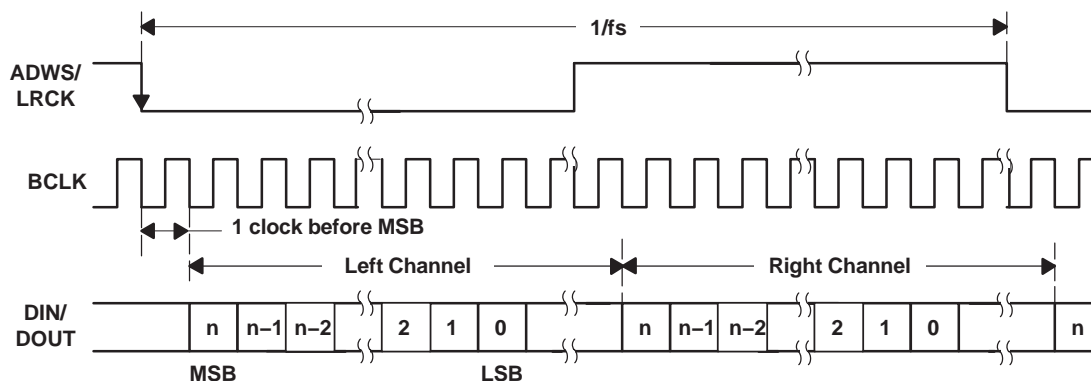 1/fs
ADWS/
LRCK
BCLK
1 clock before MSB
Left Channel
Right Channel
DIN/
DOUT
n n−1 n−2 2 1 0 n n−1 n−2 2 1 0 n
MSB LSB